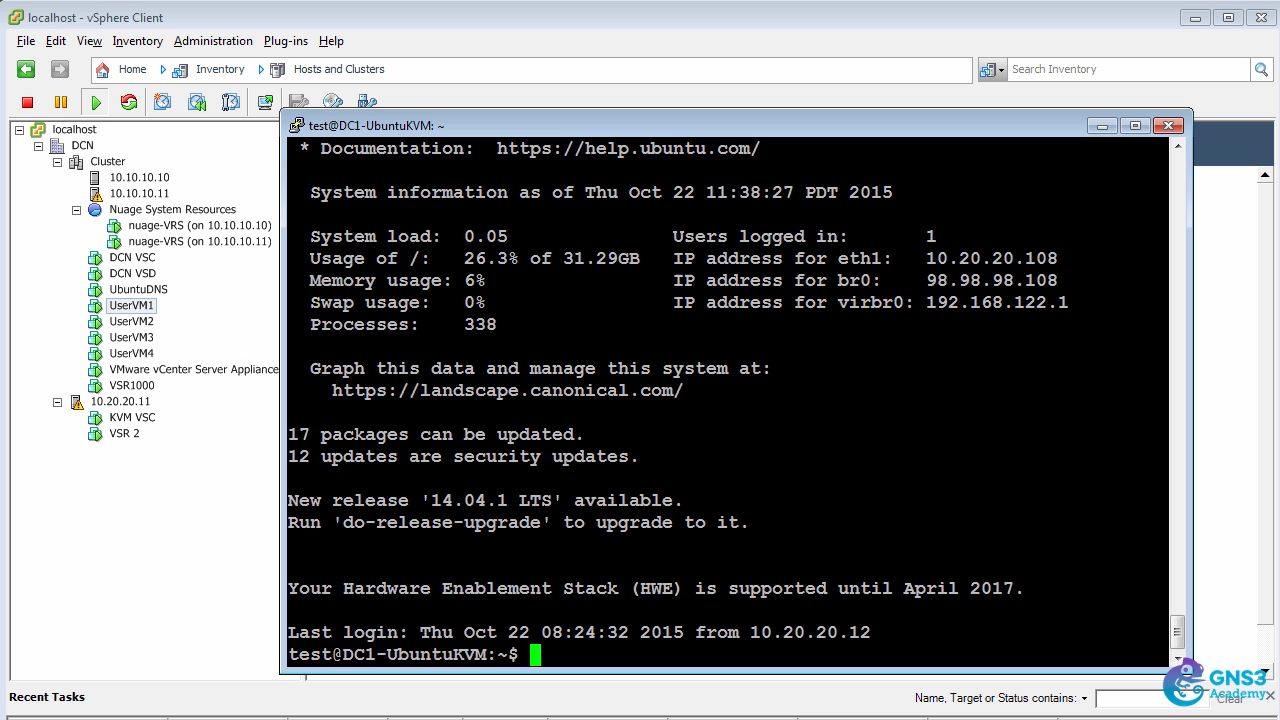 localhost - vSphere Client
File Edit View Inventory Administration Plug-ins Help
Home Inventory Hosts and Clusters Search Inventory
localhost
DCN
Cluster
10.10.10.10
10.10.10.11
Nuage System Resources
nuage-VRS (on 10.10.10.10)
nuage-VRS (on 10.10.10.11)
DCN VSC
DCN VSD
UbuntuDNS
UserVM1
UserVM2
UserVM3
UserVM4
VMware vCenter Server Appliance
VSR1000
10.20.20.11
KVM VSC
VSR 2
test@DC1-UbuntuKVM: ~
* Documentation: https://help.ubuntu.com/
System information as of Thu Oct 22 11:38:27 PDT 2015
System load: 0.05 Users logged in: 1
Usage of /: 26.3% of 31.29GB IP address for eth1: 10.20.20.108
Memory usage: 6% IP address for br0: 98.98.98.108
Swap usage: 0% IP address for virbr0: 192.168.122.1
Processes: 338
Graph this data and manage this system at:
https://landscape.canonical.com/
17 packages can be updated.
12 updates are security updates.
New release '14.04.1 LTS' available.
Run 'do-release-upgrade' to upgrade to it.
Your Hardware Enablement Stack (HWE) is supported until April 2017.
Last login: Thu Oct 22 08:24:32 2015 from 10.20.20.12
test@DC1-UbuntuKVM:~$
Recent Tasks Name, Target or Status contains: Clear
GNS3
Academy